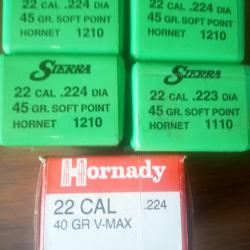 22 CAL .224 DIA
45 GR. SOFT POINT
HORNET 1210
22 CAL .224 DIA
45 GR. SOFT POINT
HORNET 1210
SIERRA
22 CAL .224 DIA
45 GR. SOFT POINT
HORNET 1210
SIERRA
22 CAL .223 DIA
45 GR. SOFT POINT
HORNET 1110
Hornady
22 CAL .224
40 GR V-MAX